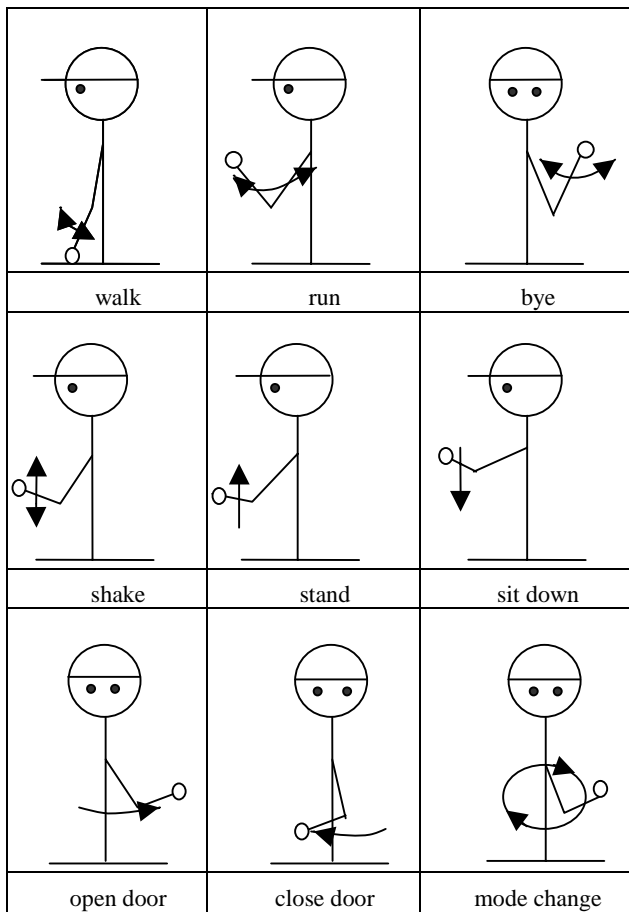 walk
run
bye
shake
stand
sit down
open door
close door
mode change